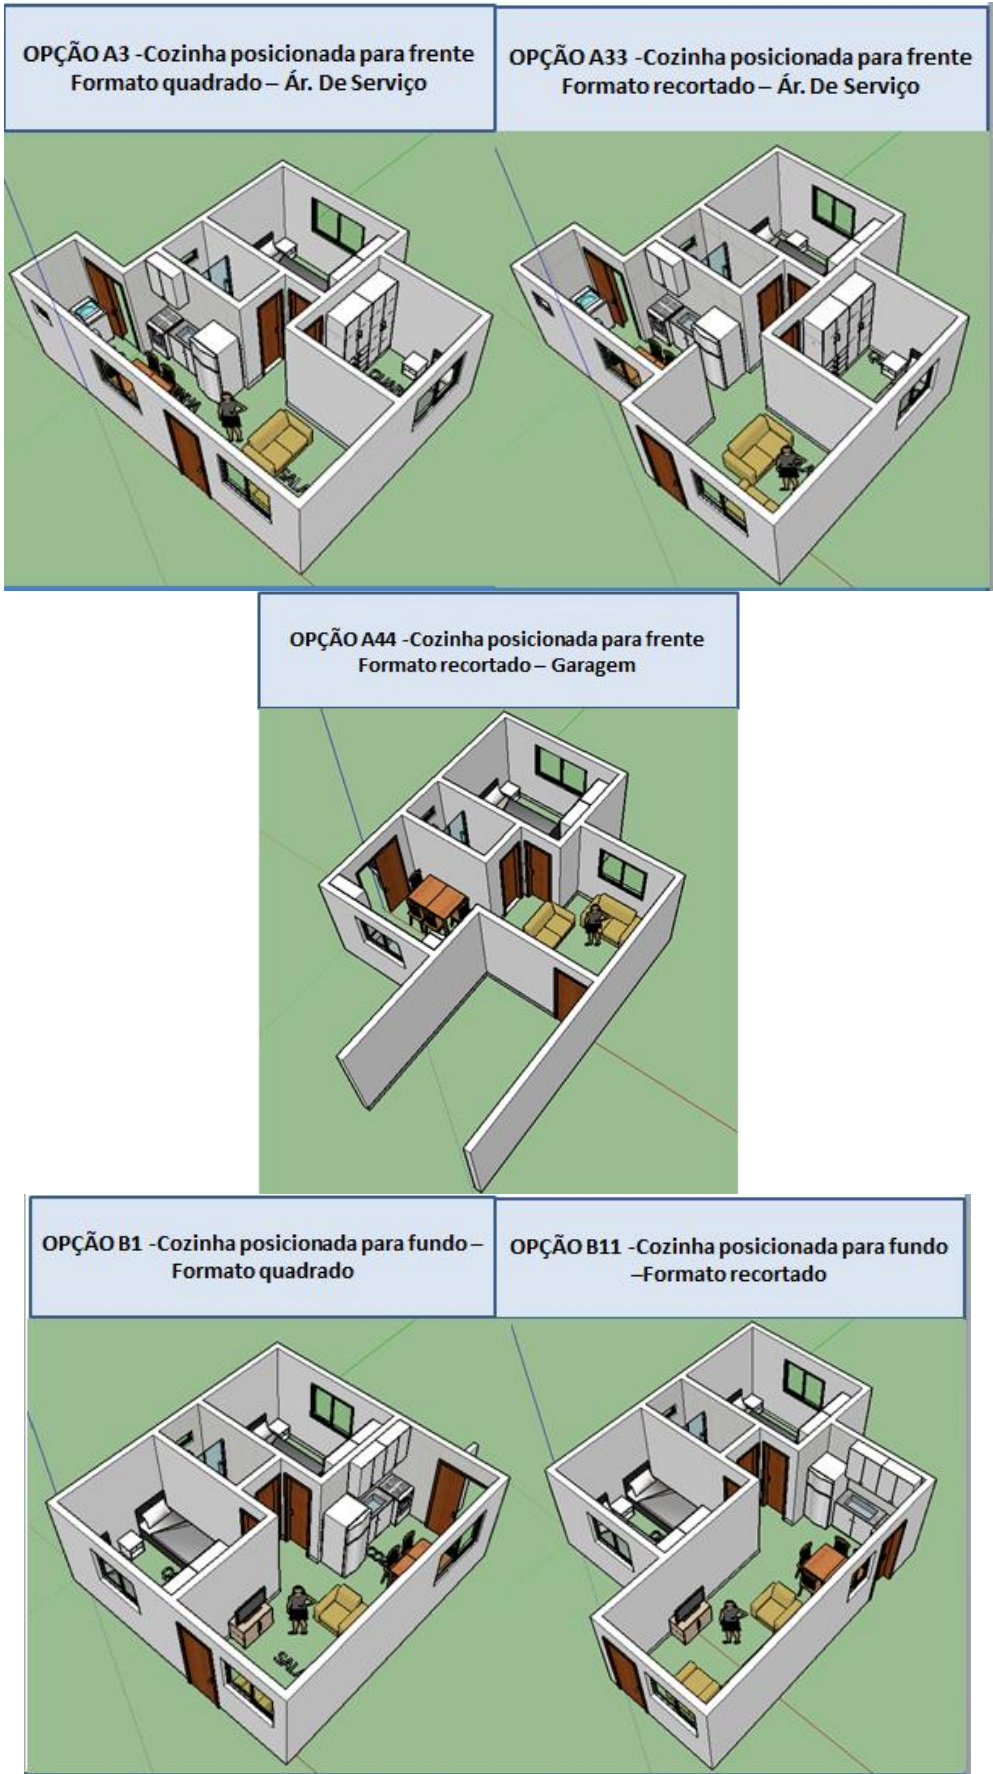 OPÇÃO A3 -Cozinha posicionada para frente
Formato quadrado – Ár. De Serviço
OPÇÃO A33 -Cozinha posicionada para frente
Formato recortado – Ár. De Serviço
OPÇÃO A44 -Cozinha posicionada para frente
Formato recortado – Garagem
OPÇÃO B1 -Cozinha posicionada para fundo –
Formato quadrado
OPÇÃO B11 -Cozinha posicionada para fundo
–Formato recortado